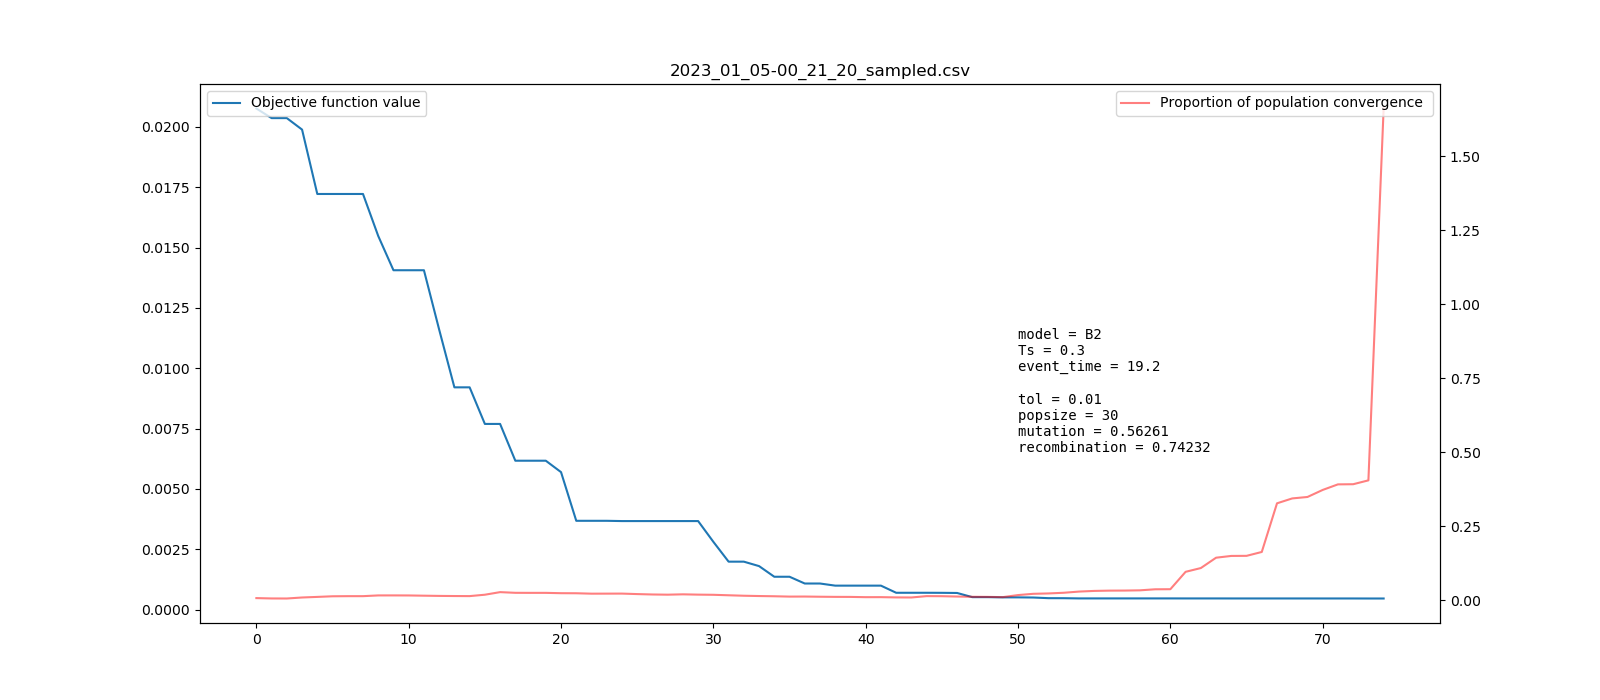 2023_01_05-00_21_20_sampled.csv
Objective function value
Proportion of population convergence
0.0200
0.0175
0.0150
0.0125
0.0100
0.0075
0.0050
0.0025
0.0000
1.50
1.25
1.00
0.75
0.50
0.25
0.00
model = B2
Ts = 0.3
event_time = 19.2
tol = 0.01
popsize = 30
mutation = 0.56261
recombination = 0.74232
0 10 20 30 40 50 60 70